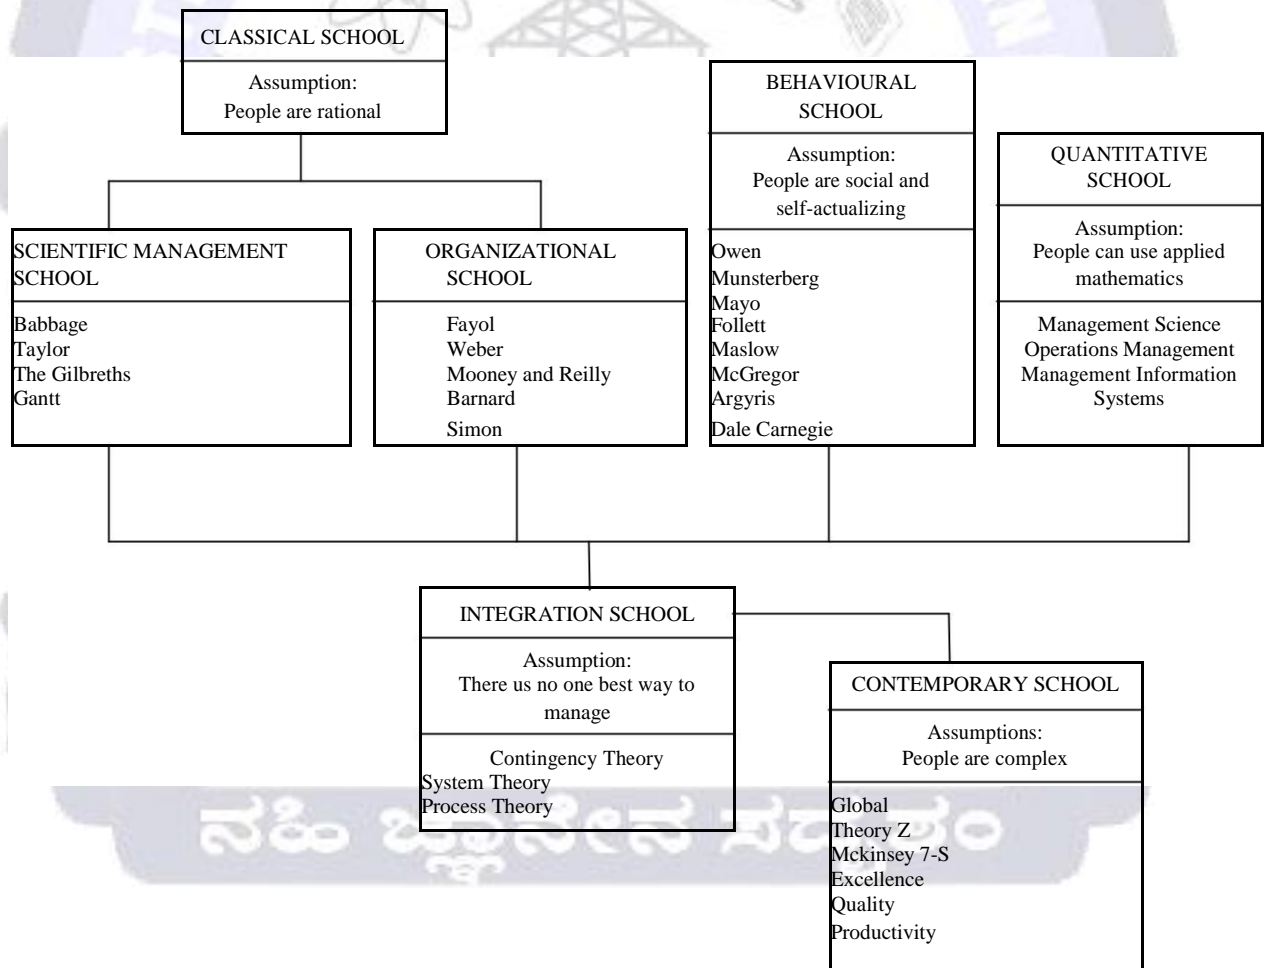 CLASSICAL SCHOOL
Assumption:
People are rational
BEHAVIOURAL
SCHOOL
Assumption:
People are social and
self-actualizing
Owen
Munsterberg
Mayo
Follett
Maslow
McGregor
Argyris
Dale Carnegie
QUANTITATIVE
SCHOOL
Assumption:
People can use applied
mathematics
Management Science
Operations Management
Management Information
Systems
SCIENTIFIC MANAGEMENT
SCHOOL
Babbage
Taylor
The Gilbreths
Gantt
ORGANIZATIONAL
SCHOOL
Fayol
Weber
Mooney and Reilly
Barnard
Simon
INTEGRATION SCHOOL
Assumption:
There us no one best way to
manage
Contingency Theory
System Theory
Process Theory
CONTEMPORARY SCHOOL
Assumptions:
People are complex
Global
Theory Z
Mckinsey 7-S
Excellence
Quality
Productivity
ನಹಿ ಜ್ಞಾನೇನ ಸದೃಶಂ